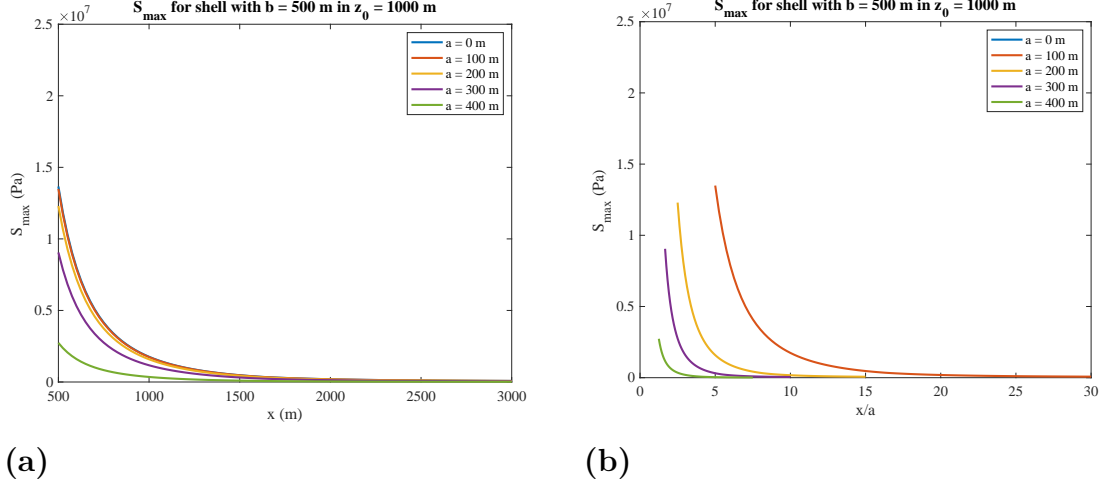 S_max for shell with b = 500 m in z_0 = 1000 m
×10^7
2.5
2
1.5
1
0.5
0
S_max (Pa)
500
1000
1500
2000
2500
3000
x (m)
a = 0 m
a = 100 m
a = 200 m
a = 300 m
a = 400 m
(a)
S_max for shell with b = 500 m in z_0 = 1000 m
×10^7
2.5
2
1.5
1
0.5
0
S_max (Pa)
0
5
10
15
20
25
30
x/a
a = 0 m
a = 100 m
a = 200 m
a = 300 m
a = 400 m
(b)